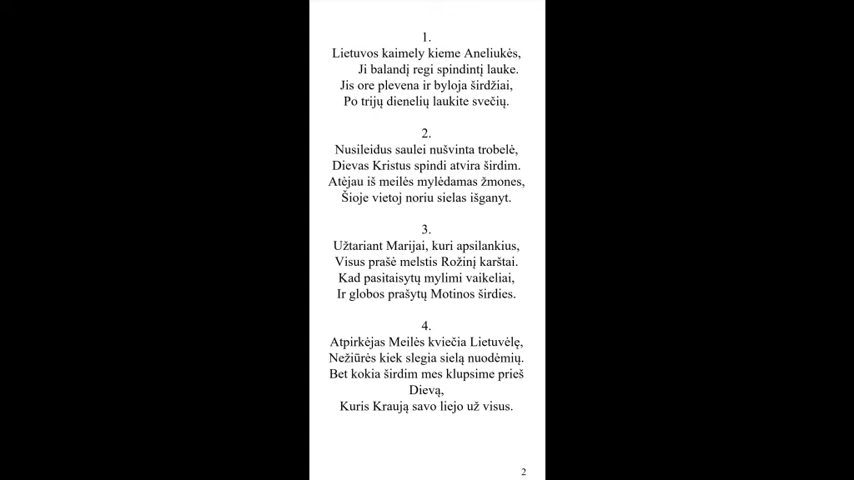 1.
Lietuvos kaimely kieme Aneliukės,
Ji balandį regi spindintį lauke.
Jis ore plevena ir byloja širdžiai,
Po trijų dienelių laukite svečių.
2.
Nusileidus saulei nušvinta trobelė,
Dievas Kristus spindi atvira širdim.
Atėjau iš meilės mylėdamas žmones,
Šioje vietoj noriu sielas išganyt.
3.
Užtariant Marijai, kuri apsilankius,
Visus prašė melstis Rožinį karštai.
Kad pasitaisytų mylimi vaikeliai,
Ir globos prašytų Motinos širdies.
4.
Atpirkėjas Meilės kviečia Lietuvėlę,
Nežiūrės kiek slegia sielą nuodėmių.
Bet kokia širdim mes klupsime prieš
Dievą,
Kuris Kraują savo liejo už visus.
2